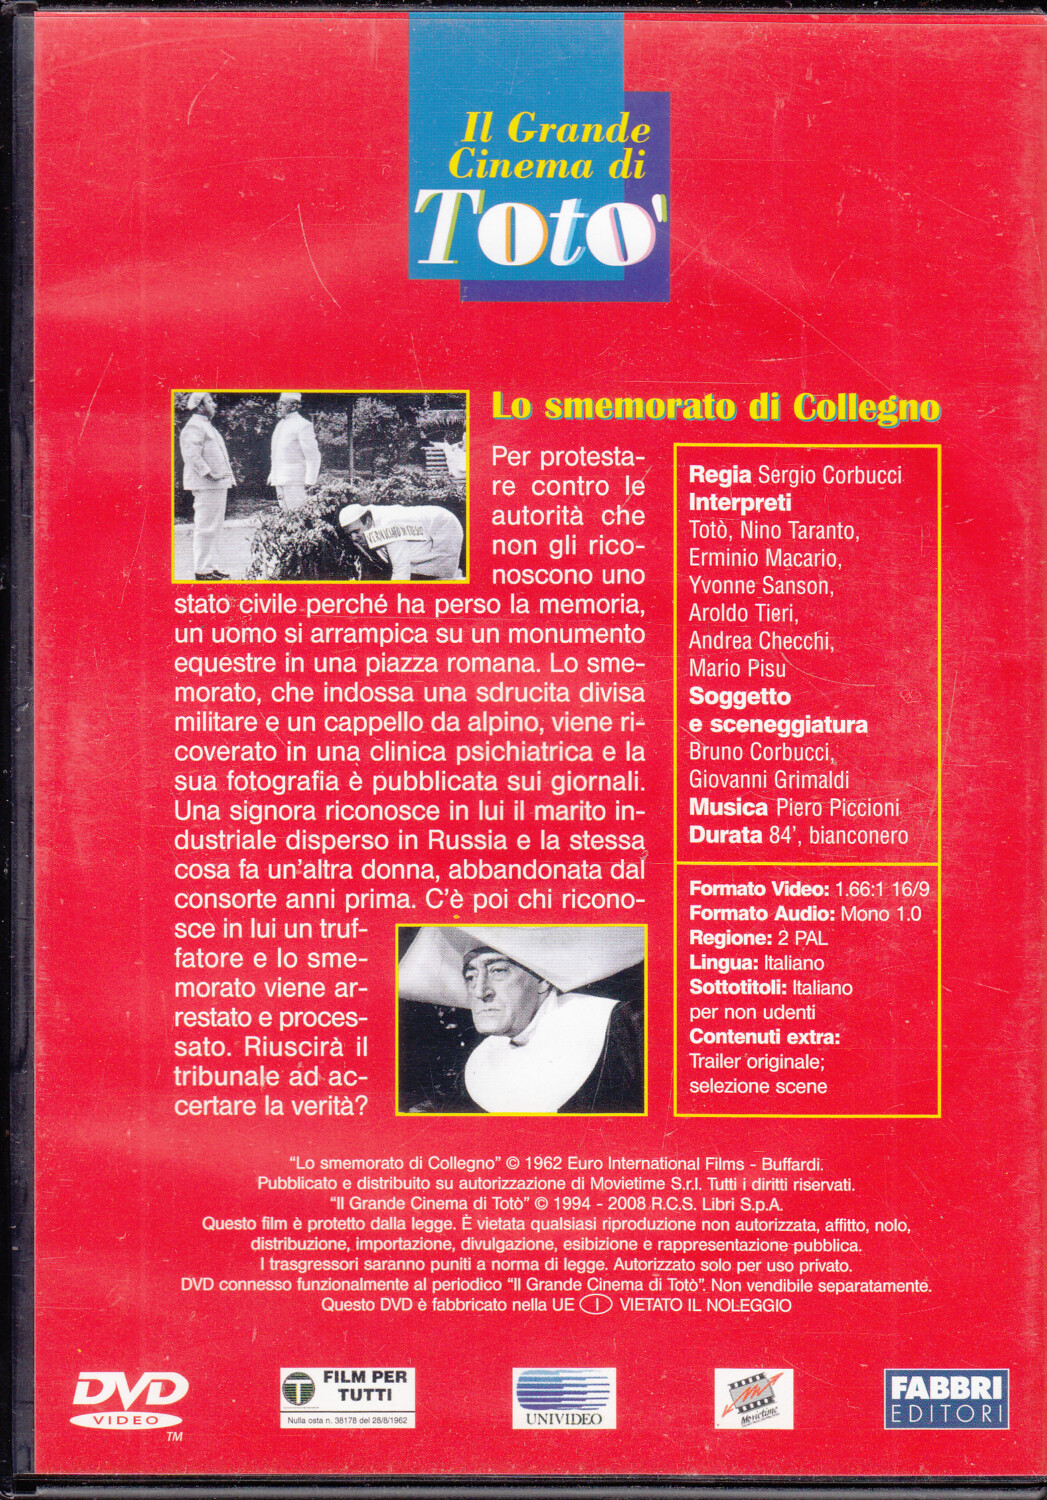 Il Grande
Cinema di
Totò
Lo smemorato di Collegno
Per protesta-
re contro le
autorità che
non gli rico-
noscono uno
stato civile perché ha perso la memoria,
un uomo si arrampica su un monumento
equestre in una piazza romana. Lo sme-
morato, che indossa una sdrucita divisa
militare e un cappello da alpino, viene ri-
coverato in una clinica psichiatrica e la
sua fotografia è pubblicata sui giornali.
Una signora riconosce in lui il marito in-
dustriale disperso in Russia e la stessa
cosa fa un'altra donna, abbandonata dal
consorte anni prima. C'è poi chi ricono-
sce in lui un truf-
fatore e lo sme-
morato viene ar-
restato e proces-
sato. Riuscirà il
tribunale ad ac-
certare la verità?
Regia Sergio Corbucci
Interpreti
Totò, Nino Taranto,
Erminio Macario,
Yvonne Sanson,
Aroldo Tieri,
Andrea Checchi,
Mario Pisu
Soggetto
e sceneggiatura
Bruno Corbucci,
Giovanni Grimaldi
Musica Piero Piccioni
Durata 84', bianconero
Formato Video: 1.66:1 16/9
Formato Audio: Mono 1.0
Regione: 2 PAL
Lingua: Italiano
Sottotitoli: Italiano
per non udenti
Contenuti extra:
Trailer originale;
selezione scene
"Lo smemorato di Collegno" © 1962 Euro International Films - Buffardi.
Pubblicato e distribuito su autorizzazione di Movietime S.r.l. Tutti i diritti riservati.
"Il Grande Cinema di Totò" © 1994 - 2008 R.C.S. Libri S.p.A.
Questo film è protetto dalla legge. È vietata qualsiasi riproduzione non autorizzata, affitto, nolo,
distribuzione, importazione, divulgazione, esibizione e rappresentazione pubblica.
I trasgressori saranno puniti a norma di legge. Autorizzato solo per uso privato.
DVD connesso funzionalmente al periodico "Il Grande Cinema di Totò". Non vendibile separatamente.
Questo DVD è fabbricato nella UE I VIETATO IL NOLEGGIO
DVD
VIDEO
TM
T FILM PER
TUTTI
Nulla osta n. 38178 del 28/8/1962
UNIVIDEO
Movietime
FABBRI
EDITORI